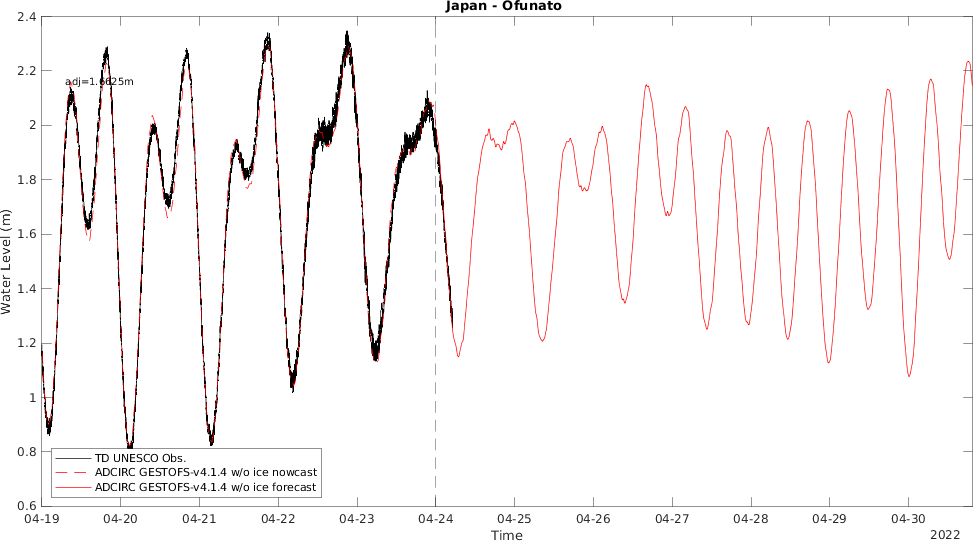 Japan - Ofunato
2.4
2.2
2
1.8
1.6
1.4
1.2
1
0.8
0.6
Water Level (m)
adj=1.6625m
TD UNESCO Obs.
ADCIRC GESTOFS-v4.1.4 w/o ice nowcast
ADCIRC GESTOFS-v4.1.4 w/o ice forecast
04-19 04-20 04-21 04-22 04-23 04-24 04-25 04-26 04-27 04-28 04-29 04-30
Time
2022